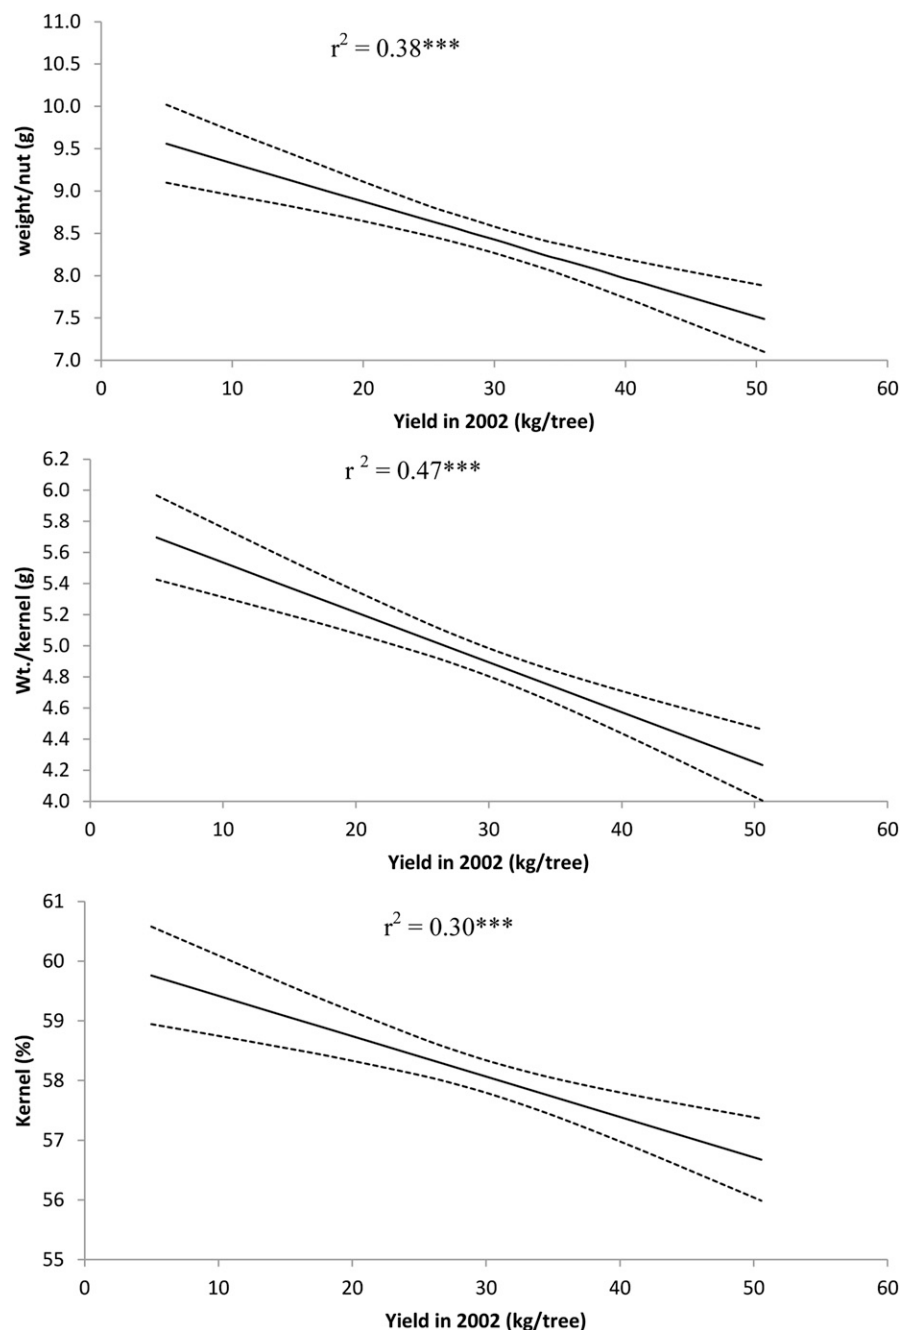 r² = 0.38***
weight/nut (g)
11.0
10.5
10.0
9.5
9.0
8.5
8.0
7.5
7.0
0 10 20 30 40 50 60
Yield in 2002 (kg/tree)
r ² = 0.47***
Wt./kernel (g)
6.2
6.0
5.8
5.6
5.4
5.2
5.0
4.8
4.6
4.4
4.2
4.0
0 10 20 30 40 50 60
Yield in 2002 (kg/tree)
r² = 0.30***
Kernel (%)
61
60
59
58
57
56
55
0 10 20 30 40 50 60
Yield in 2002 (kg/tree)